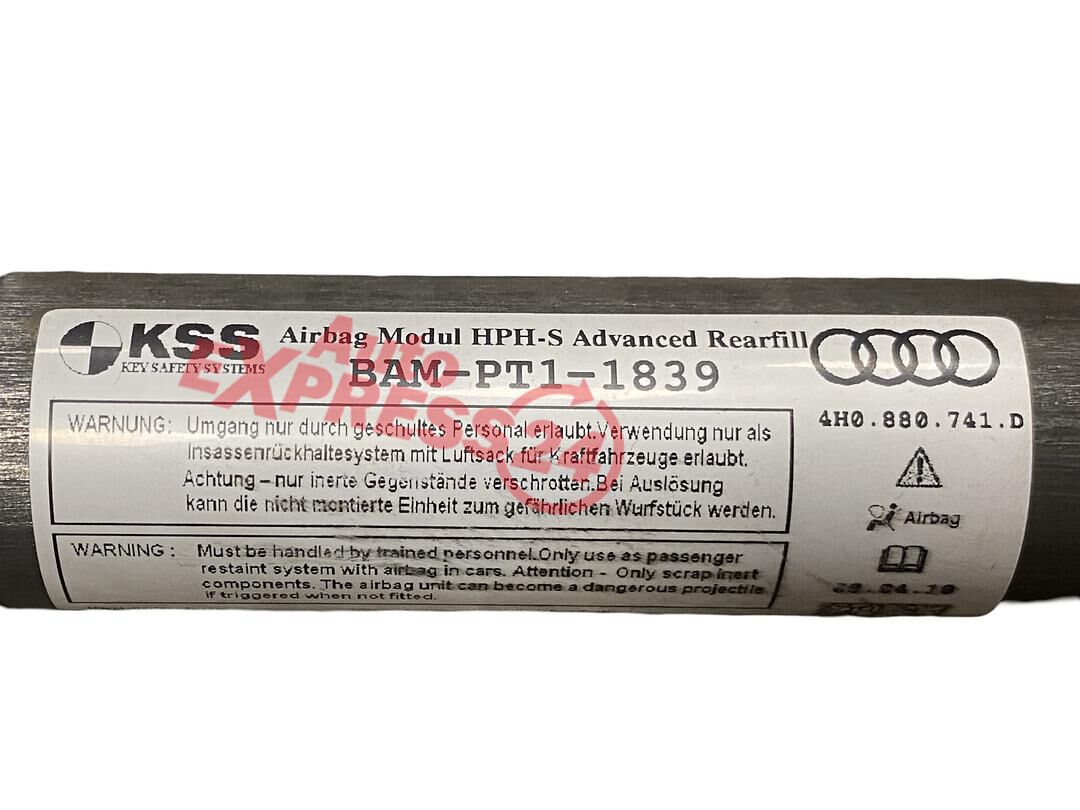 KSS
KEY SAFETY SYSTEMS
Airbag Modul HPH-S Advanced Rearfill
BAM-PT1-1839
4H0.880.741.D
WARNUNG: Umgang nur durch geschultes Personal erlaubt.Verwendung nur als
Insassenrückhaltesystem mit Luftsack für Kraftfahrzeuge erlaubt.
Achtung – nur inerte Gegenstände verschrotten.Bei Auslösung
kann die nicht montierte Einheit zum gefährlichen Wurfstück werden.
Airbag
WARNING: Must be handled by trained personnel.Only use as passenger
restaint system with airbag in cars. Attention - Only scrap inert
components. The airbag unit can become a dangerous projectile
if triggered when not fitted.
Auto
EXPRESS
24